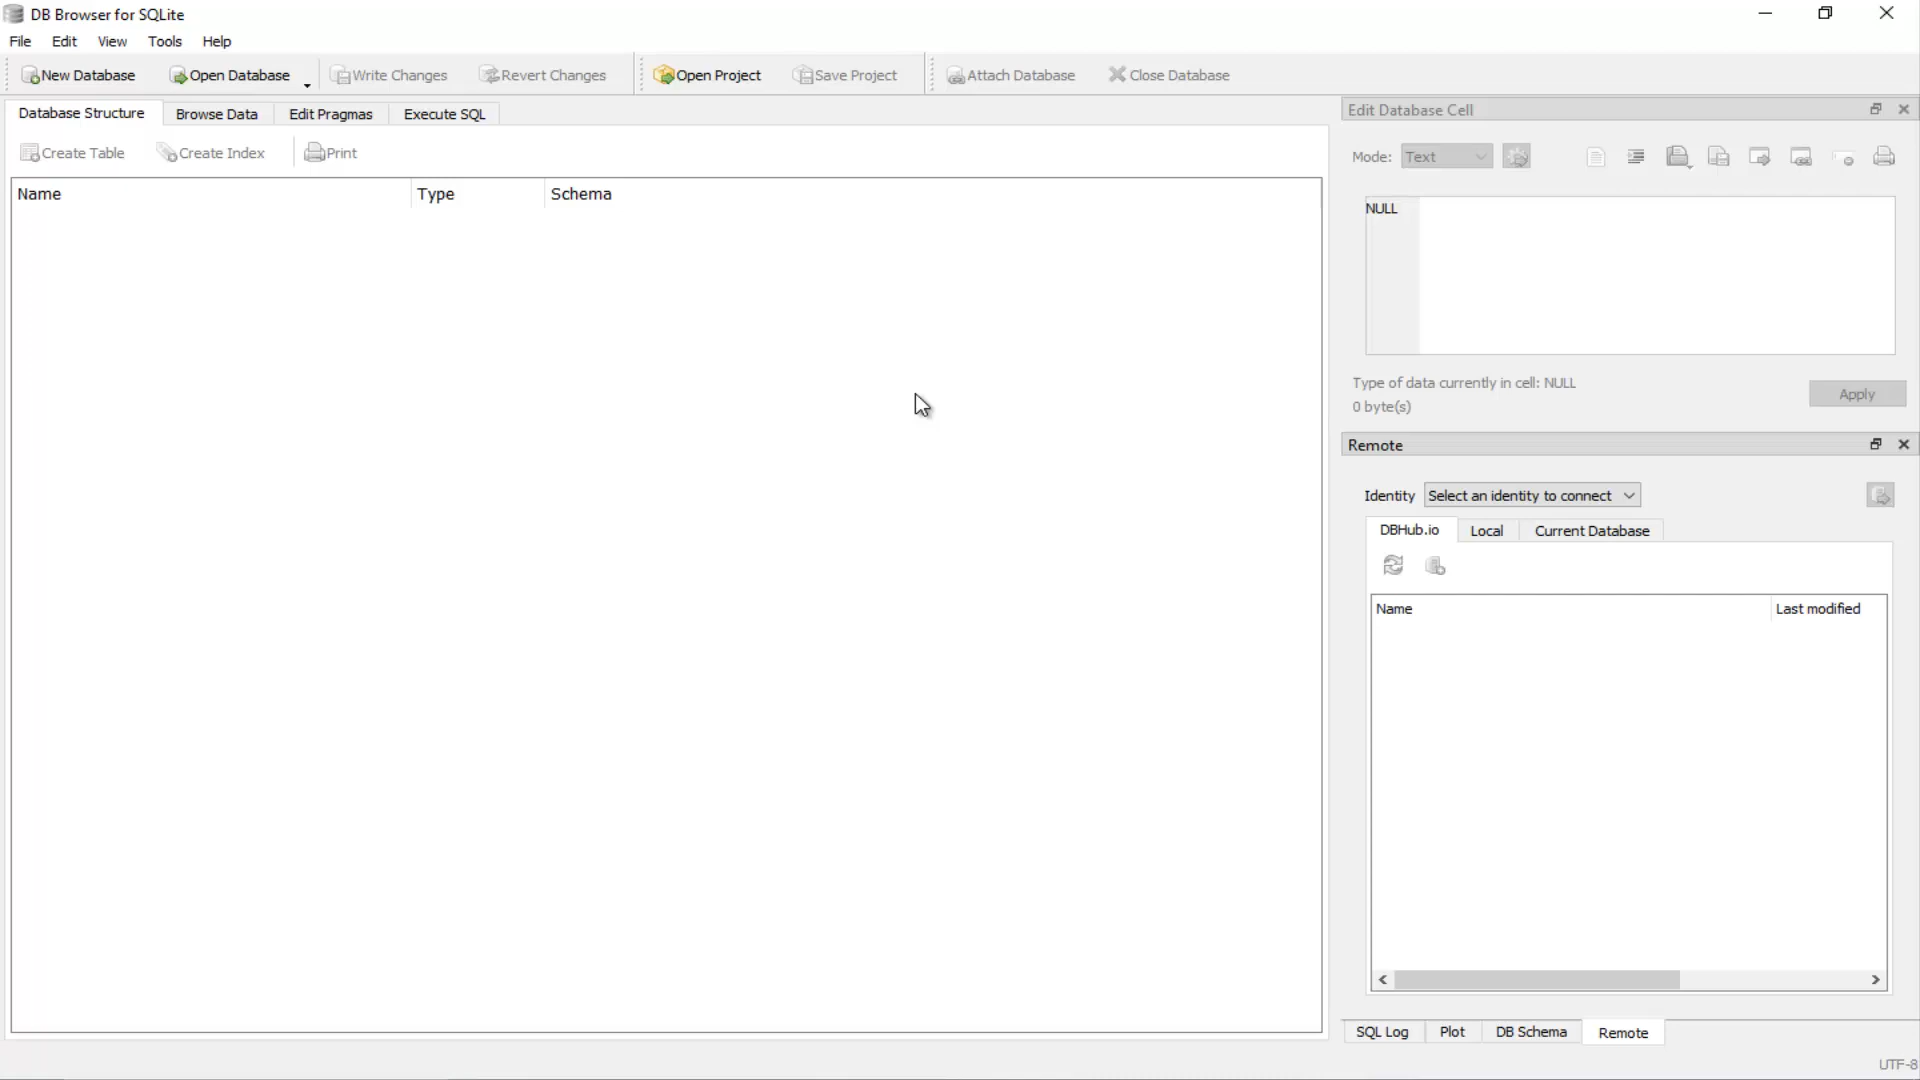 DB Browser for SQLite
File Edit View Tools Help
New Database Open Database Write Changes Revert Changes Open Project Save Project Attach Database Close Database
Database Structure Browse Data Edit Pragmas Execute SQL
Create Table Create Index Print
Name Type Schema
Edit Database Cell
Mode: Text
NULL
Type of data currently in cell: NULL
0 byte(s)
Apply
Remote
Identity Select an identity to connect
DBHub.io Local Current Database
Name Last modified
SQL Log Plot DB Schema Remote
UTF-8